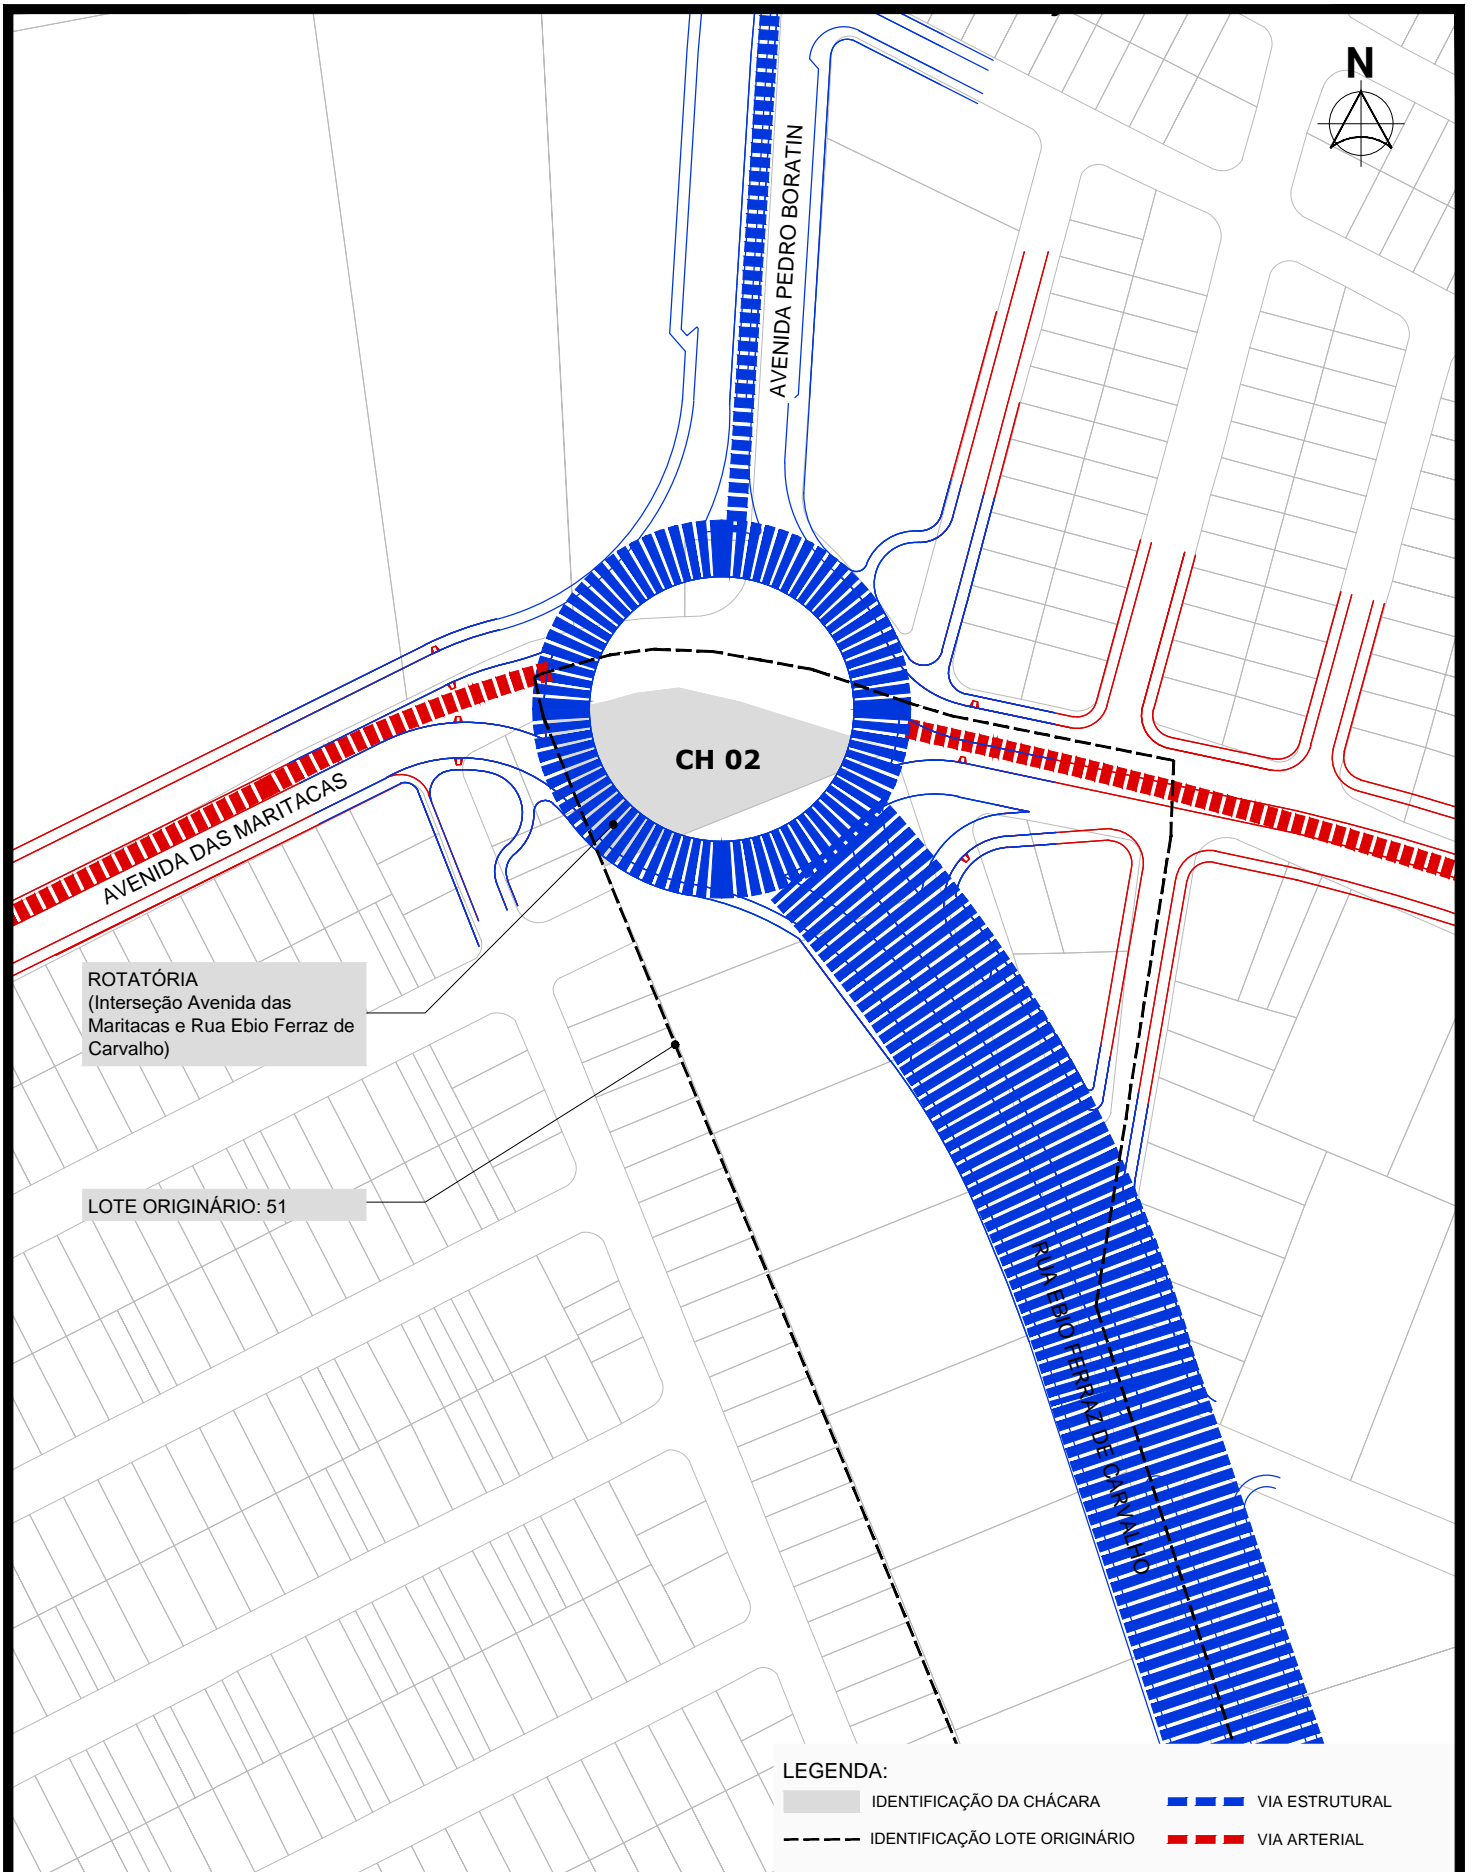 N
AVENIDA PEDRO BORATIN
CH 02
AVENIDA DAS MARITACAS
ROTATÓRIA
(Interseção Avenida das
Maritacas e Rua Ebio Ferraz de
Carvalho)
LOTE ORIGINÁRIO: 51
RUA EBIO FERRAZ DE CARVALHO
LEGENDA:
IDENTIFICAÇÃO DA CHÁCARA
VIA ESTRUTURAL
IDENTIFICAÇÃO LOTE ORIGINÁRIO
VIA ARTERIAL